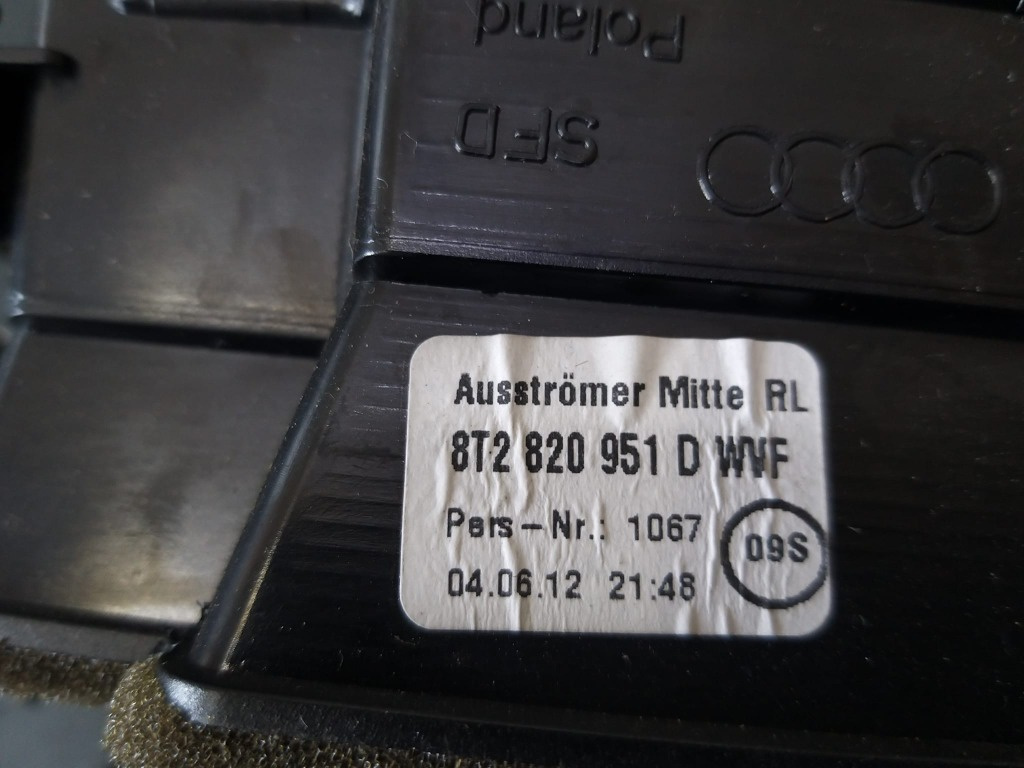 Poland
SFD
Ausströmer Mitte RL
8T2 820 951 D WVF
Pers-Nr.: 1067
09S
04.06.12 21:48